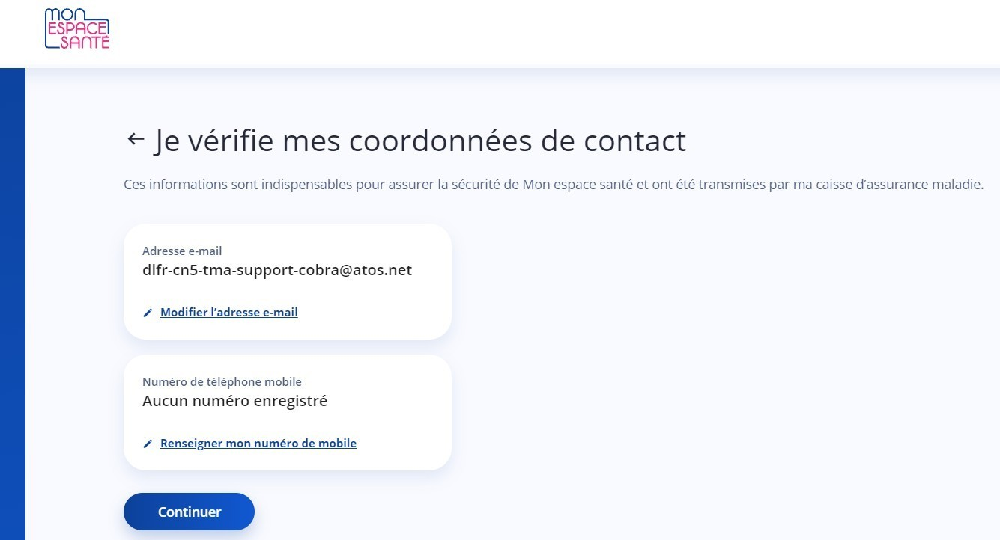 mon
ESPACE
SANTÉ
← Je vérifie mes coordonnées de contact
Ces informations sont indispensables pour assurer la sécurité de Mon espace santé et ont été transmises par ma caisse d’assurance maladie.
Adresse e-mail
dlfr-cn5-tma-support-cobra@atos.net
Modifier l’adresse e-mail
Numéro de téléphone mobile
Aucun numéro enregistré
Renseigner mon numéro de mobile
Continuer